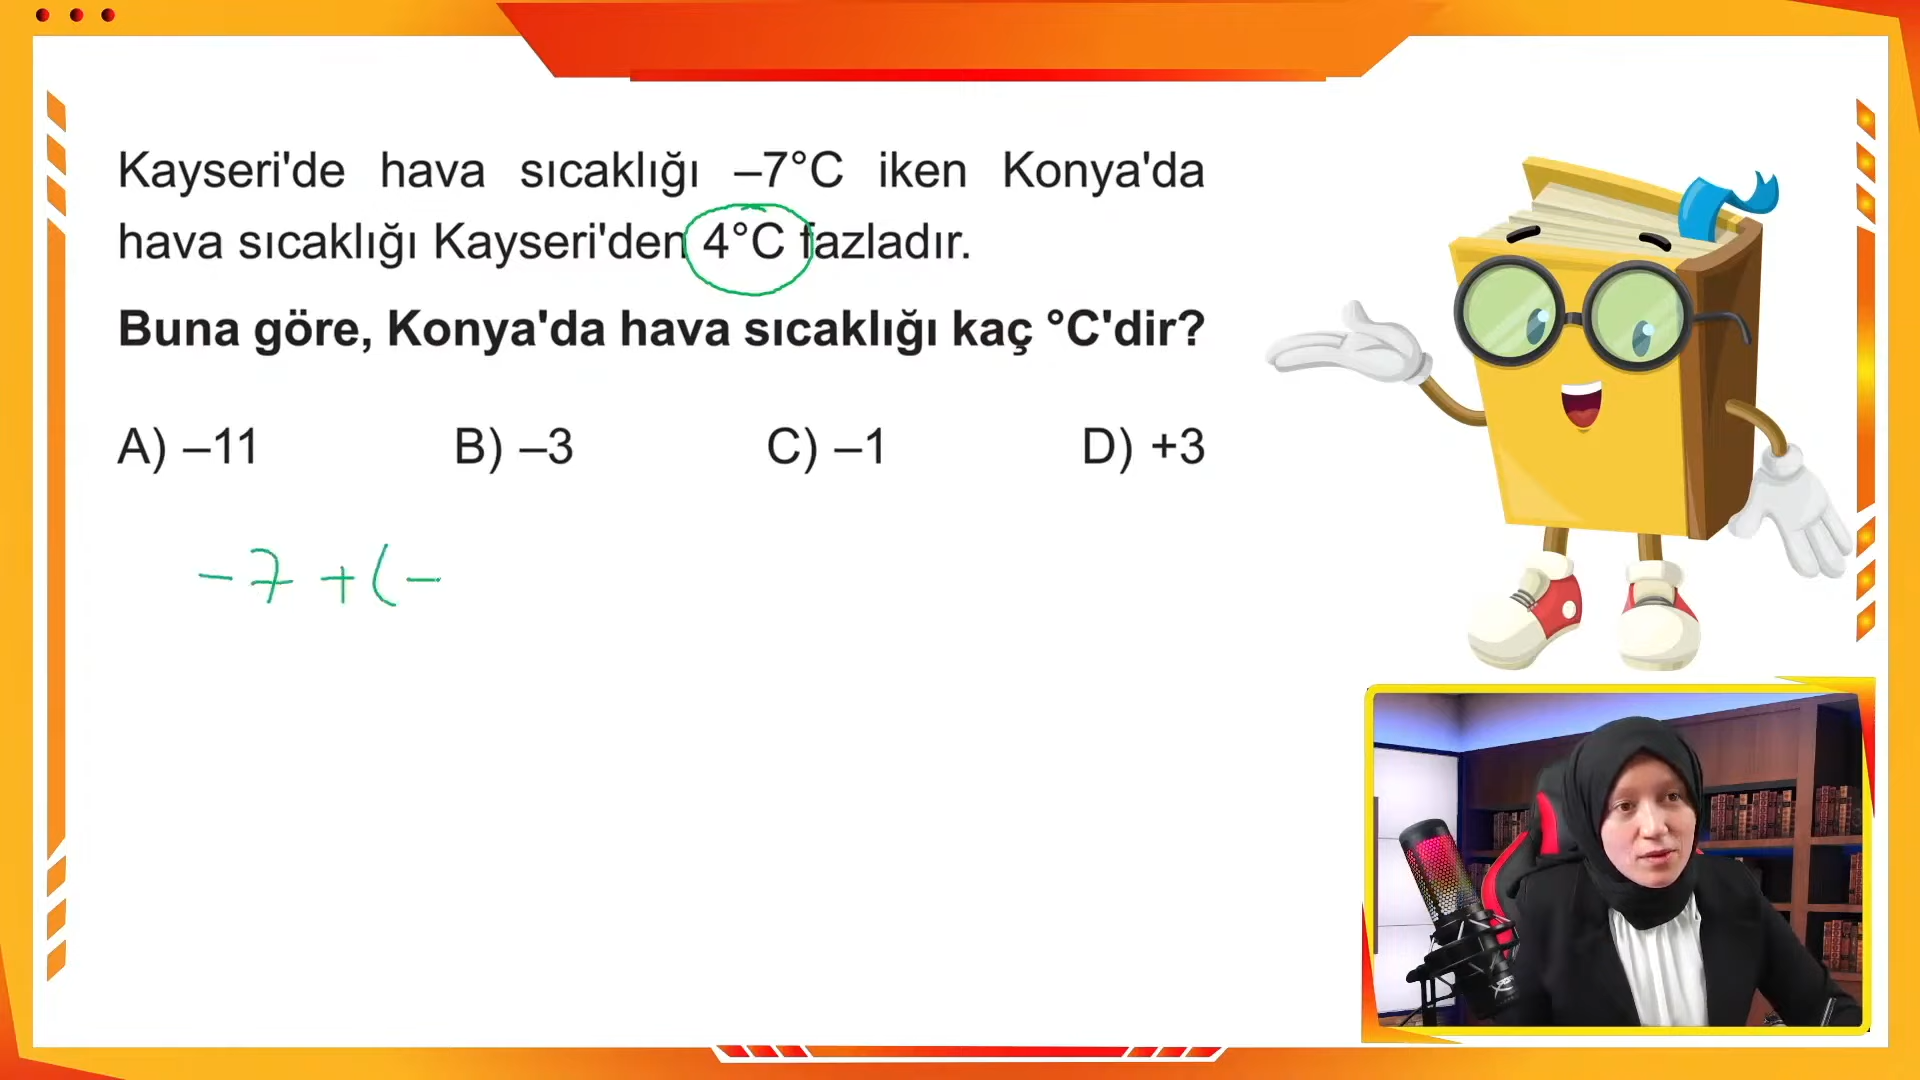 Kayseri'de hava sıcaklığı –7°C iken Konya'da
hava sıcaklığı Kayseri'den 4°C fazladır.
Buna göre, Konya'da hava sıcaklığı kaç °C'dir?
A) –11 B) –3 C) –1 D) +3
-7 +(-